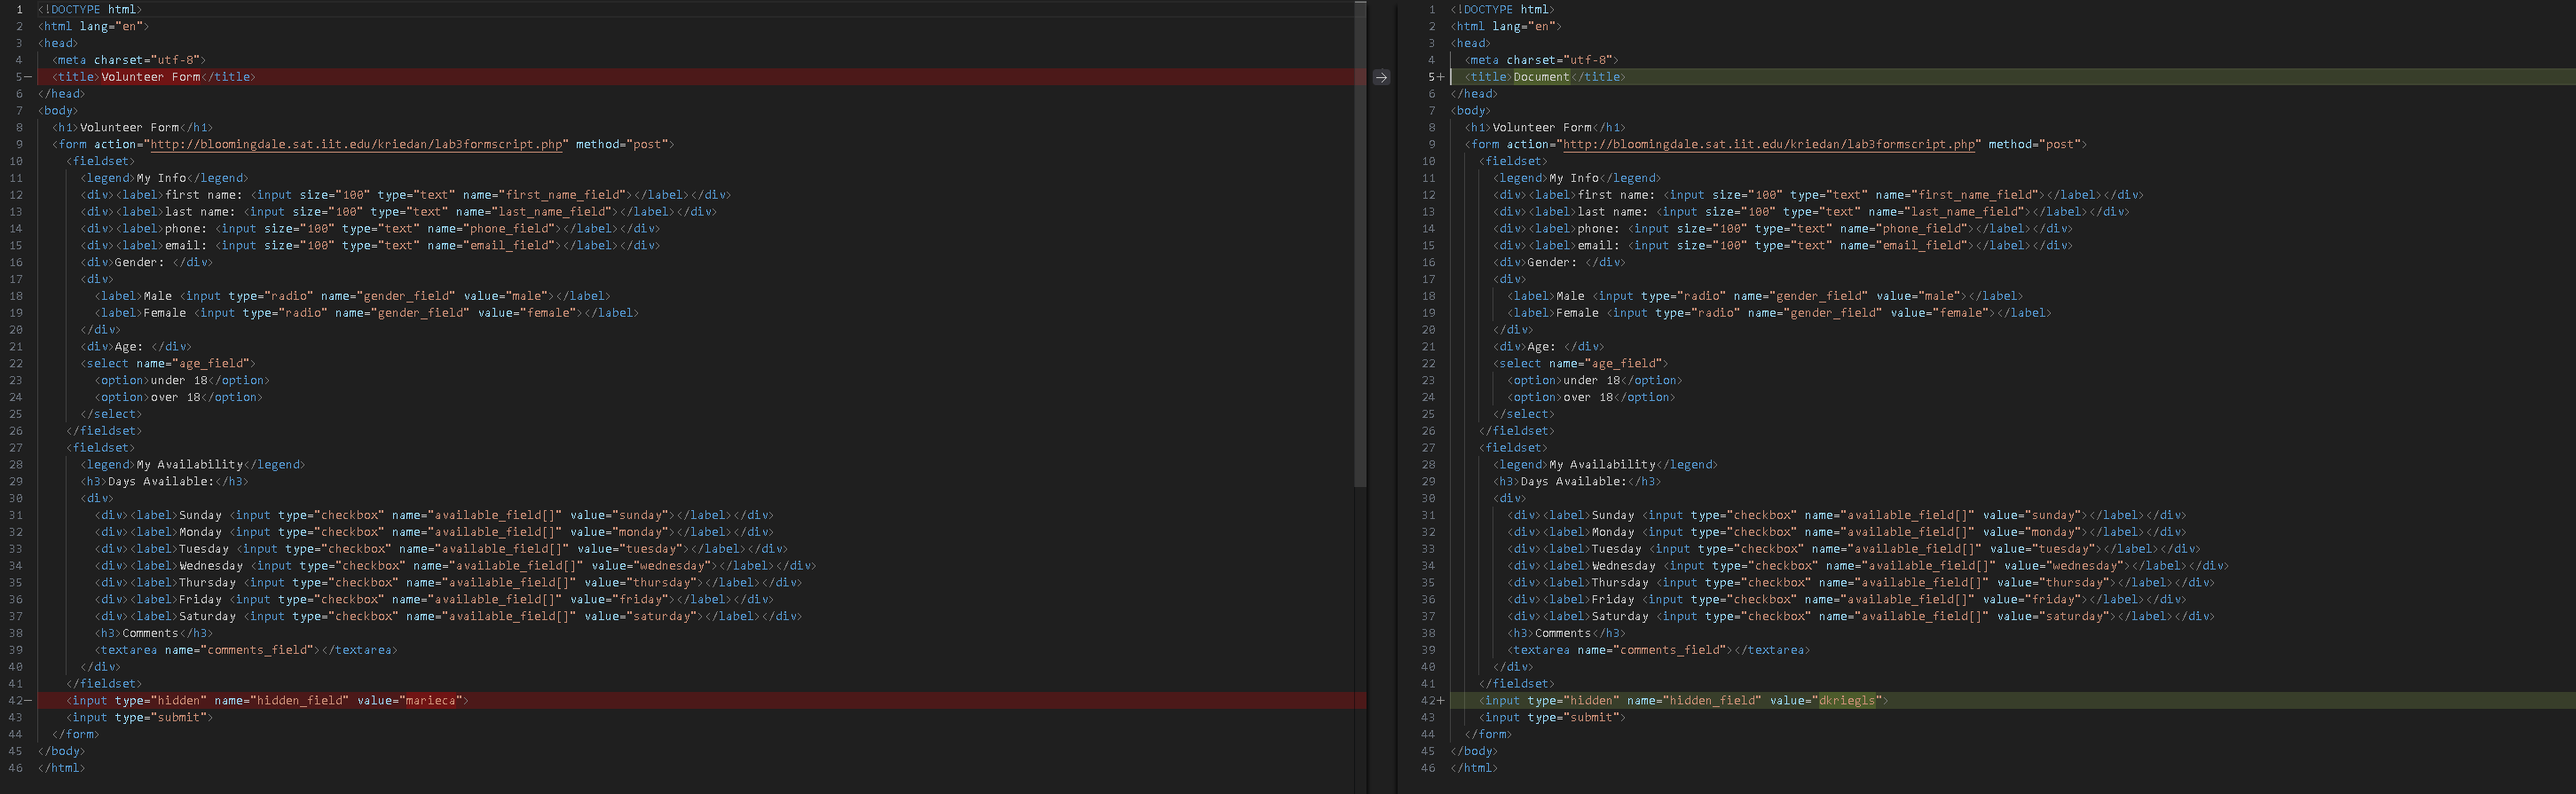 1 <!DOCTYPE html>
2 <html lang="en">
3 <head>
4 <meta charset="utf-8">
5− <title>Volunteer Form</title>
6 </head>
7 <body>
8 <h1>Volunteer Form</h1>
9 <form action="http://bloomingdale.sat.iit.edu/kriedan/lab3formscript.php" method="post">
10 <fieldset>
11 <legend>My Info</legend>
12 <div><label>first name: <input size="100" type="text" name="first_name_field"></label></div>
13 <div><label>last name: <input size="100" type="text" name="last_name_field"></label></div>
14 <div><label>phone: <input size="100" type="text" name="phone_field"></label></div>
15 <div><label>email: <input size="100" type="text" name="email_field"></label></div>
16 <div>Gender: </div>
17 <div>
18 <label>Male <input type="radio" name="gender_field" value="male"></label>
19 <label>Female <input type="radio" name="gender_field" value="female"></label>
20 </div>
21 <div>Age: </div>
22 <select name="age_field">
23 <option>under 18</option>
24 <option>over 18</option>
25 </select>
26 </fieldset>
27 <fieldset>
28 <legend>My Availability</legend>
29 <h3>Days Available:</h3>
30 <div>
31 <div><label>Sunday <input type="checkbox" name="available_field[]" value="sunday"></label></div>
32 <div><label>Monday <input type="checkbox" name="available_field[]" value="monday"></label></div>
33 <div><label>Tuesday <input type="checkbox" name="available_field[]" value="tuesday"></label></div>
34 <div><label>Wednesday <input type="checkbox" name="available_field[]" value="wednesday"></label></div>
35 <div><label>Thursday <input type="checkbox" name="available_field[]" value="thursday"></label></div>
36 <div><label>Friday <input type="checkbox" name="available_field[]" value="friday"></label></div>
37 <div><label>Saturday <input type="checkbox" name="available_field[]" value="saturday"></label></div>
38 <h3>Comments</h3>
39 <textarea name="comments_field"></textarea>
40 </div>
41 </fieldset>
42− <input type="hidden" name="hidden_field" value="marieca">
43 <input type="submit">
44 </form>
45 </body>
46 </html>
1 <!DOCTYPE html>
2 <html lang="en">
3 <head>
4 <meta charset="utf-8">
5+ <title>Document</title>
6 </head>
7 <body>
8 <h1>Volunteer Form</h1>
9 <form action="http://bloomingdale.sat.iit.edu/kriedan/lab3formscript.php" method="post">
10 <fieldset>
11 <legend>My Info</legend>
12 <div><label>first name: <input size="100" type="text" name="first_name_field"></label></div>
13 <div><label>last name: <input size="100" type="text" name="last_name_field"></label></div>
14 <div><label>phone: <input size="100" type="text" name="phone_field"></label></div>
15 <div><label>email: <input size="100" type="text" name="email_field"></label></div>
16 <div>Gender: </div>
17 <div>
18 <label>Male <input type="radio" name="gender_field" value="male"></label>
19 <label>Female <input type="radio" name="gender_field" value="female"></label>
20 </div>
21 <div>Age: </div>
22 <select name="age_field">
23 <option>under 18</option>
24 <option>over 18</option>
25 </select>
26 </fieldset>
27 <fieldset>
28 <legend>My Availability</legend>
29 <h3>Days Available:</h3>
30 <div>
31 <div><label>Sunday <input type="checkbox" name="available_field[]" value="sunday"></label></div>
32 <div><label>Monday <input type="checkbox" name="available_field[]" value="monday"></label></div>
33 <div><label>Tuesday <input type="checkbox" name="available_field[]" value="tuesday"></label></div>
34 <div><label>Wednesday <input type="checkbox" name="available_field[]" value="wednesday"></label></div>
35 <div><label>Thursday <input type="checkbox" name="available_field[]" value="thursday"></label></div>
36 <div><label>Friday <input type="checkbox" name="available_field[]" value="friday"></label></div>
37 <div><label>Saturday <input type="checkbox" name="available_field[]" value="saturday"></label></div>
38 <h3>Comments</h3>
39 <textarea name="comments_field"></textarea>
40 </div>
41 </fieldset>
42+ <input type="hidden" name="hidden_field" value="dkriegls">
43 <input type="submit">
44 </form>
45 </body>
46 </html>